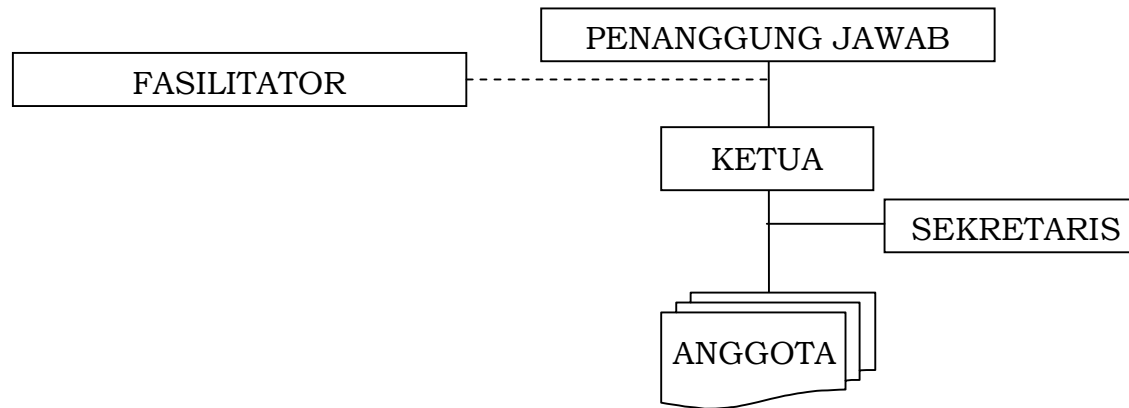 PENANGGUNG JAWAB
FASILITATOR
KETUA
SEKRETARIS
ANGGOTA